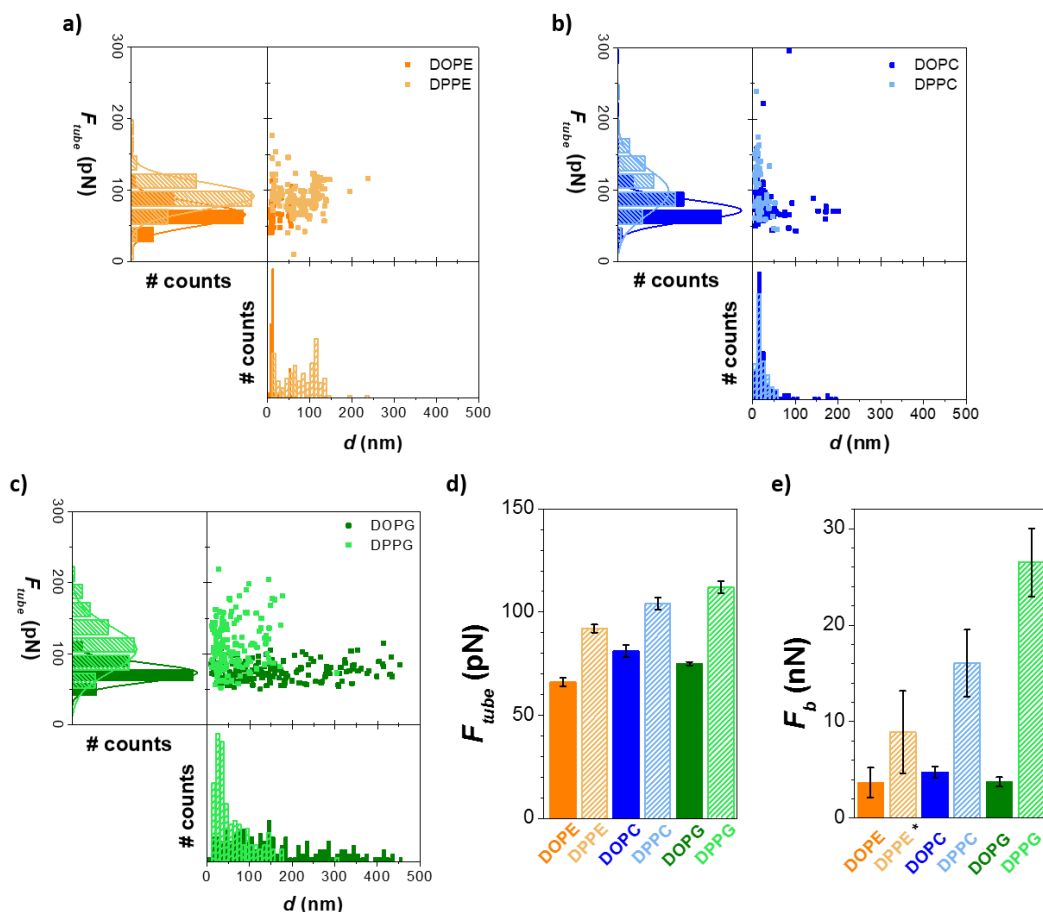 a)
300
200
100
0
F_tube (pN)
DOPE
DPPE
# counts
# counts
0 100 200 300 400 500
d (nm)
b)
300
200
100
0
F_tube (pN)
DOPC
DPPC
# counts
# counts
0 100 200 300 400 500
d (nm)
c)
300
200
100
0
F_tube (pN)
DOPG
DPPG
# counts
# counts
0 100 200 300 400 500
d (nm)
d)
150
100
50
0
F_tube (pN)
DOPE DPPE DOPC DPPC DOPG DPPG
e)
30
20
10
0
F_b (nN)
DOPE DPPE* DOPC DPPC DOPG DPPG